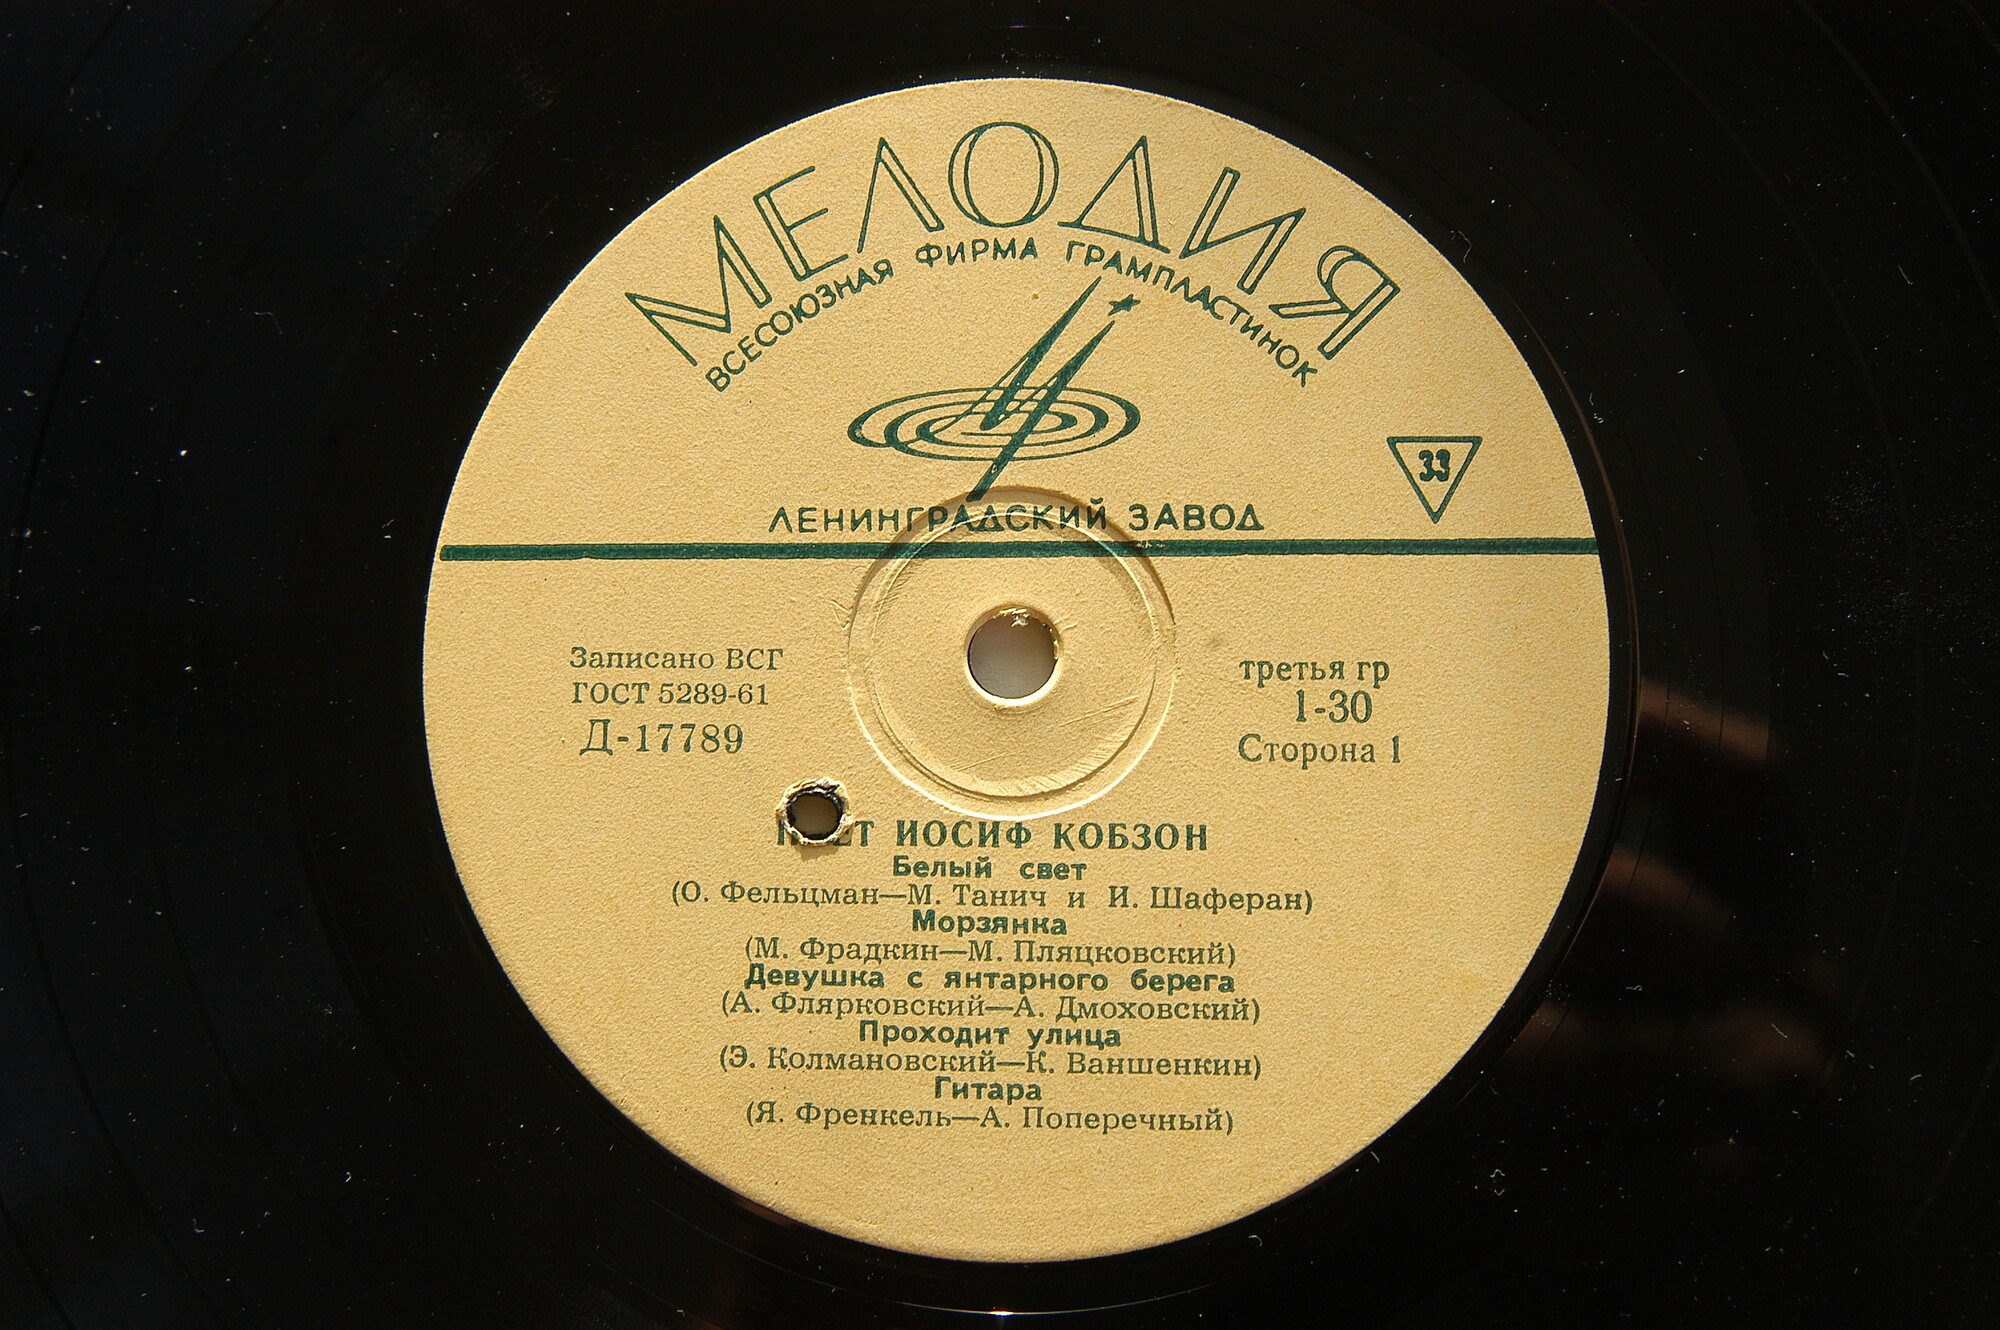 МЕЛОДИЯ
ВСЕСОЮЗНАЯ ФИРМА ГРАМПЛАСТИНОК
33
ЛЕНИНГРАДСКИЙ ЗАВОД
Записано ВСГ
ГОСТ 5289-61
Д-17789
третья гр
1-30
Сторона 1
ИОСИФ КОБЗОН
Белый свет
(О. Фельцман—М. Танич и И. Шаферан)
Морзянка
(М. Фрадкин—М. Пляцковский)
Девушка с янтарного берега
(А. Флярковский—А. Дмоховский)
Проходит улица
(Э. Колмановский—К. Ваншенкин)
Гитара
(Я. Френкель—А. Поперечный)